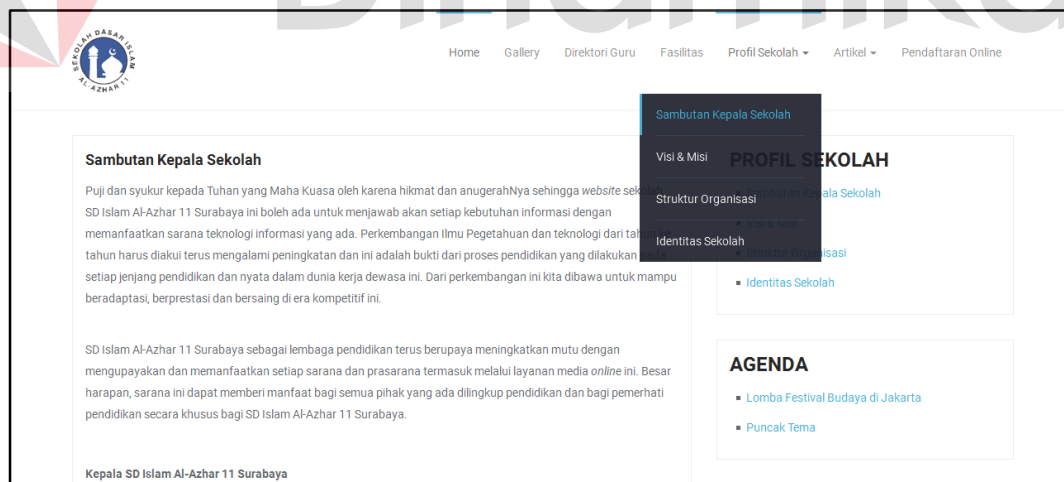 Dinamika
SEKOLAH DASAR ISLAM
AL-AZHAR 11
Home Gallery Direktori Guru Fasilitas Profil Sekolah Artikel Pendaftaran Online
Sambutan Kepala Sekolah
Visi & Misi
Struktur Organisasi
Identitas Sekolah
Sambutan Kepala Sekolah
Puji dan syukur kepada Tuhan yang Maha Kuasa oleh karena hikmat dan anugerahNya sehingga website sekolah
SD Islam Al-Azhar 11 Surabaya ini boleh ada untuk menjawab akan setiap kebutuhan informasi dengan
memanfaatkan sarana teknologi informasi yang ada. Perkembangan Ilmu Pegetahuan dan teknologi dari tahun ke
tahun harus diakui terus mengalami peningkatan dan ini adalah bukti dari proses pendidikan yang dilakukan pada
setiap jenjang pendidikan dan nyata dalam dunia kerja dewasa ini. Dari perkembangan ini kita dibawa untuk mampu
beradaptasi, berprestasi dan bersaing di era kompetitif ini.
SD Islam Al-Azhar 11 Surabaya sebagai lembaga pendidikan terus berupaya meningkatkan mutu dengan
mengupayakan dan memanfaatkan setiap sarana dan prasarana termasuk melalui layanan media online ini. Besar
harapan, sarana ini dapat memberi manfaat bagi semua pihak yang ada dilingkup pendidikan dan bagi pemerhati
pendidikan secara khusus bagi SD Islam Al-Azhar 11 Surabaya.
Kepala SD Islam Al-Azhar 11 Surabaya
PROFIL SEKOLAH
Sambutan Kepala Sekolah
Visi & Misi
Struktur Organisasi
Identitas Sekolah
AGENDA
Lomba Festival Budaya di Jakarta
Puncak Tema